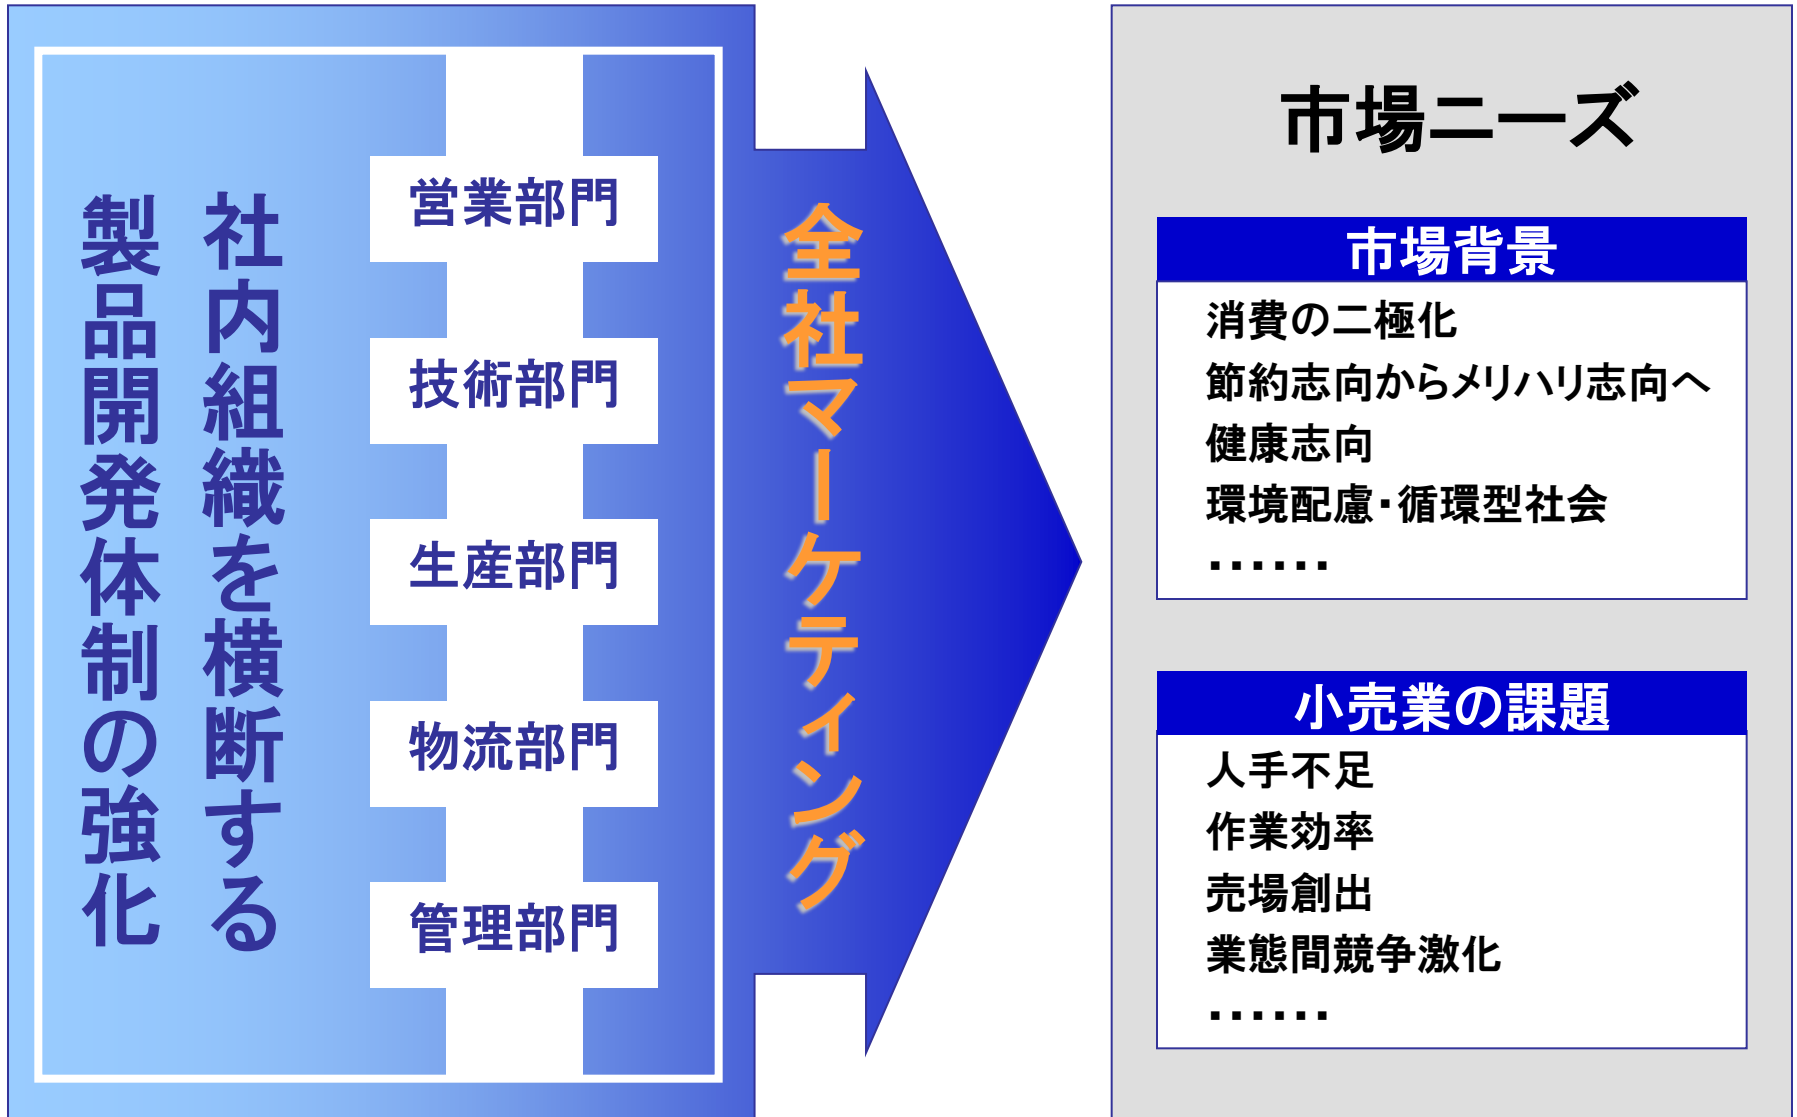 社内組織を横断する
製品開発体制の強化
営業部門
技術部門
生産部門
物流部門
管理部門
全社マーケティング
市場ニーズ
市場背景
消費の二極化
節約志向からメリハリ志向へ
健康志向
環境配慮・循環型社会
・・・・・・
小売業の課題
人手不足
作業効率
売場創出
業態間競争激化
・・・・・・